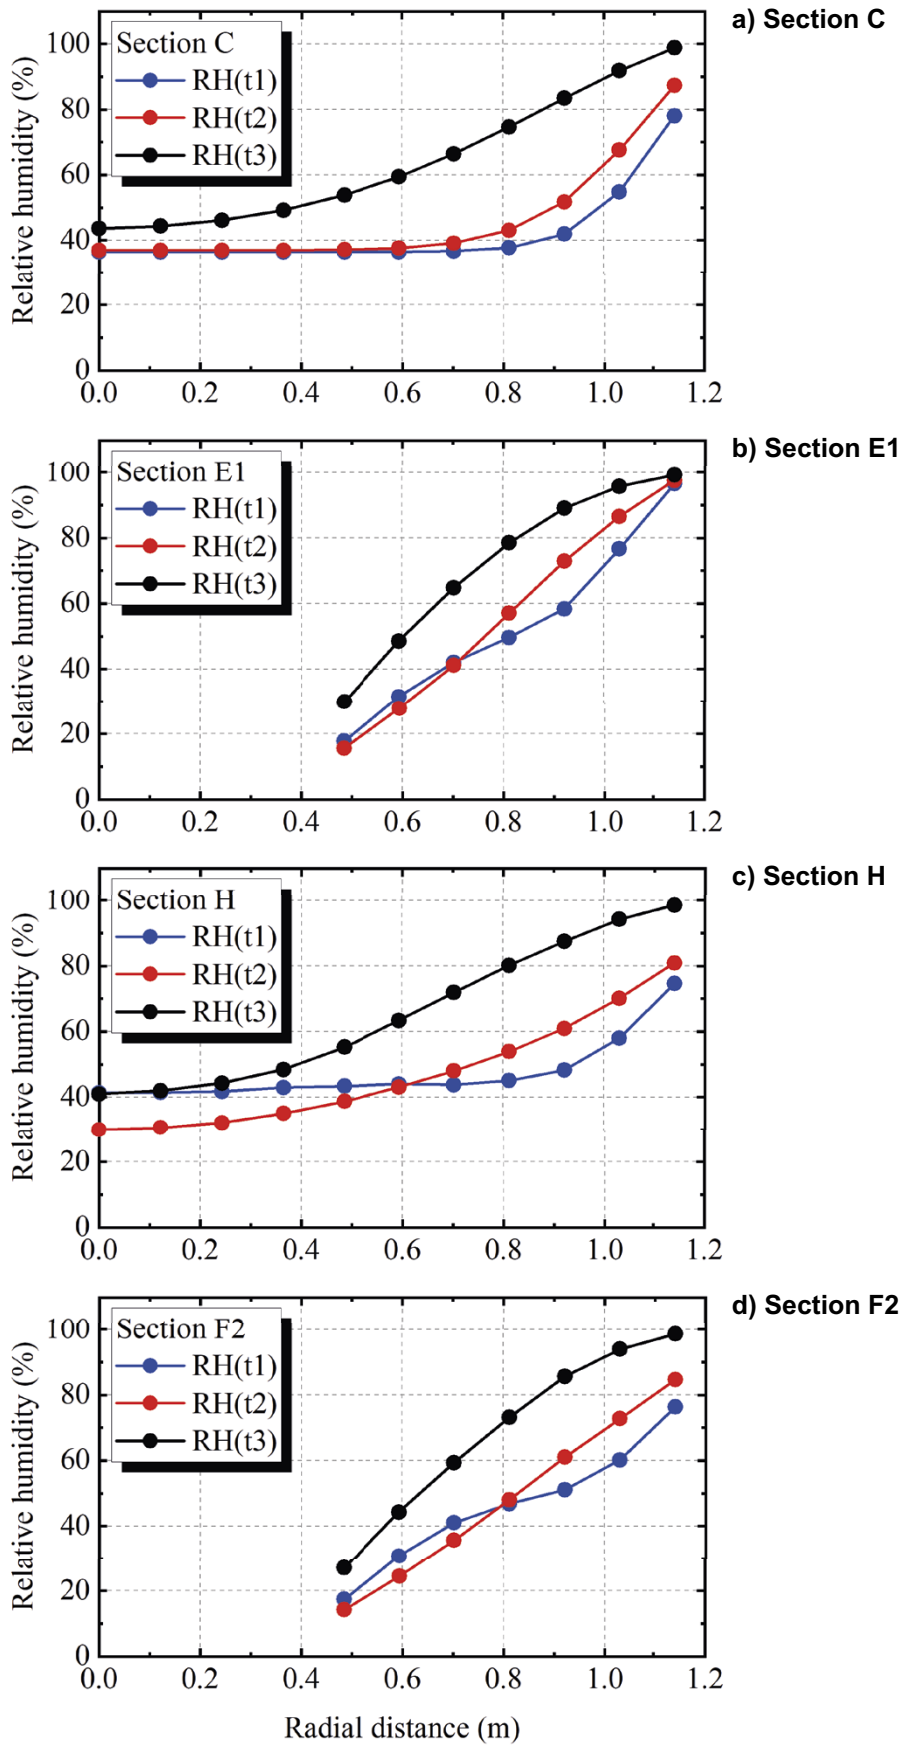 a) Section C
Relative humidity (%)
100
80
60
40
20
0
Section C
RH(t1)
RH(t2)
RH(t3)
0.0 0.2 0.4 0.6 0.8 1.0 1.2
b) Section E1
Relative humidity (%)
100
80
60
40
20
0
Section E1
RH(t1)
RH(t2)
RH(t3)
0.0 0.2 0.4 0.6 0.8 1.0 1.2
c) Section H
Relative humidity (%)
100
80
60
40
20
0
Section H
RH(t1)
RH(t2)
RH(t3)
0.0 0.2 0.4 0.6 0.8 1.0 1.2
d) Section F2
Relative humidity (%)
100
80
60
40
20
0
Section F2
RH(t1)
RH(t2)
RH(t3)
0.0 0.2 0.4 0.6 0.8 1.0 1.2
Radial distance (m)